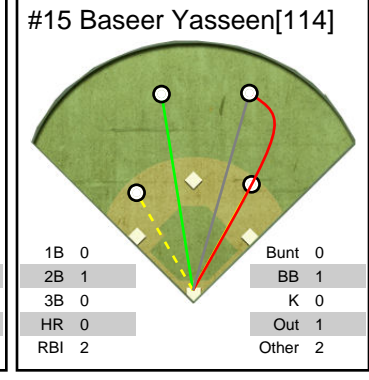 #15 Baseer Yasseen[114]
1B 0 Bunt 0
2B 1 BB 1
3B 0 K 0
HR 0 Out 1
RBI 2 Other 2